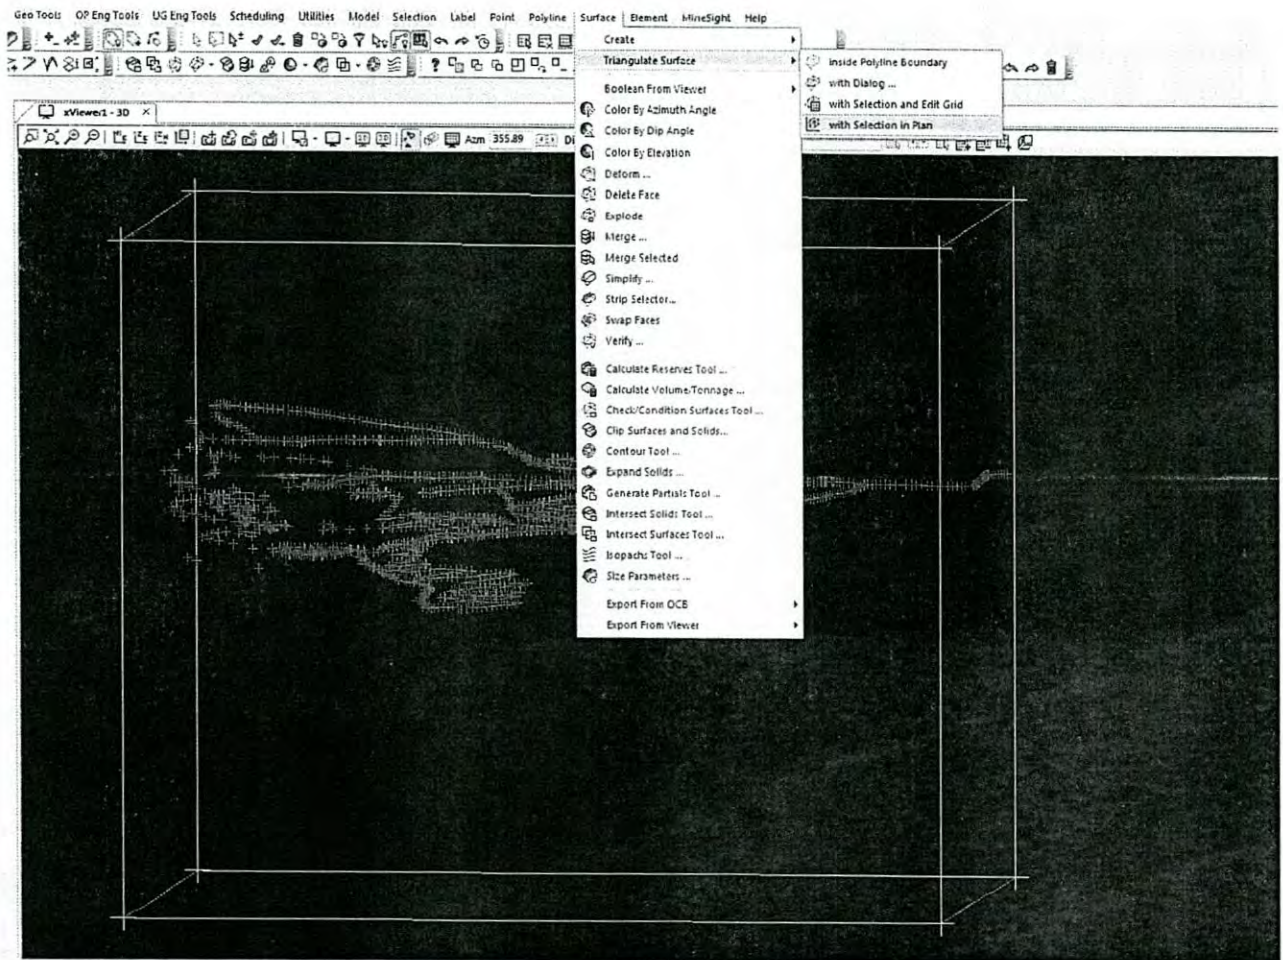 Geo Tools OP Eng Tools UG Eng Tools Scheduling Utilities Model Selection Label Point Polyline Surface Element MineSight Help
Create
Triangulate Surface
inside Polyline Boundary
with Dialog ...
with Selection and Edit Grid
with Selection in Plan
Boolean From Viewer
xViewer1 - 3D ×
Color By Azimuth Angle
Color By Dip Angle
Azm 355.89 Di
Color By Elevation
Deform ...
Delete Face
Explode
Merge ...
Merge Selected
Simplify ...
Strip Selector...
Swap Faces
Verify ...
Calculate Reserves Tool ...
Calculate Volume/Tonnage ...
Check/Condition Surfaces Tool ...
Clip Surfaces and Solids...
Contour Tool ...
Expand Solids ...
Generate Partials Tool ...
Intersect Solids Tool ...
Intersect Surfaces Tool ...
Isopachs Tool ...
Size Parameters ...
Export From OCB
Export From Viewer